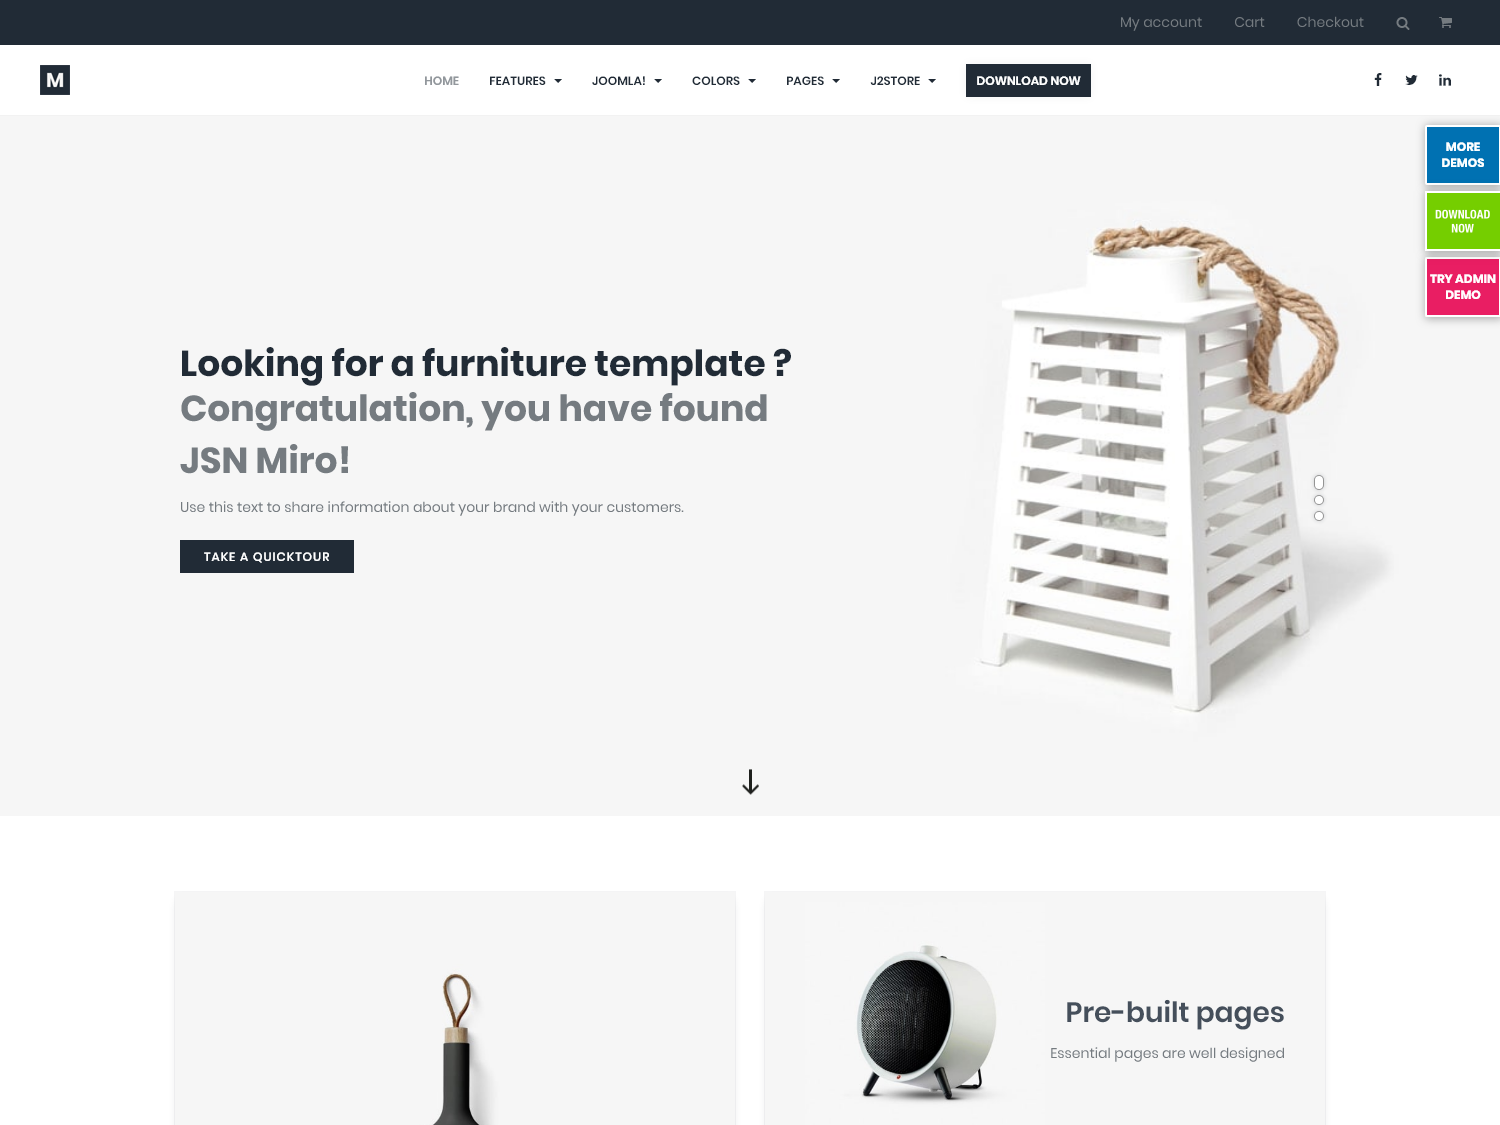 My account Cart Checkout
M
HOME FEATURES JOOMLA! COLORS PAGES J2STORE DOWNLOAD NOW
MORE
DEMOS
DOWNLOAD
NOW
TRY ADMIN
DEMO
Looking for a furniture template ?
Congratulation, you have found
JSN Miro!
Use this text to share information about your brand with your customers.
TAKE A QUICKTOUR
Pre-built pages
Essential pages are well designed